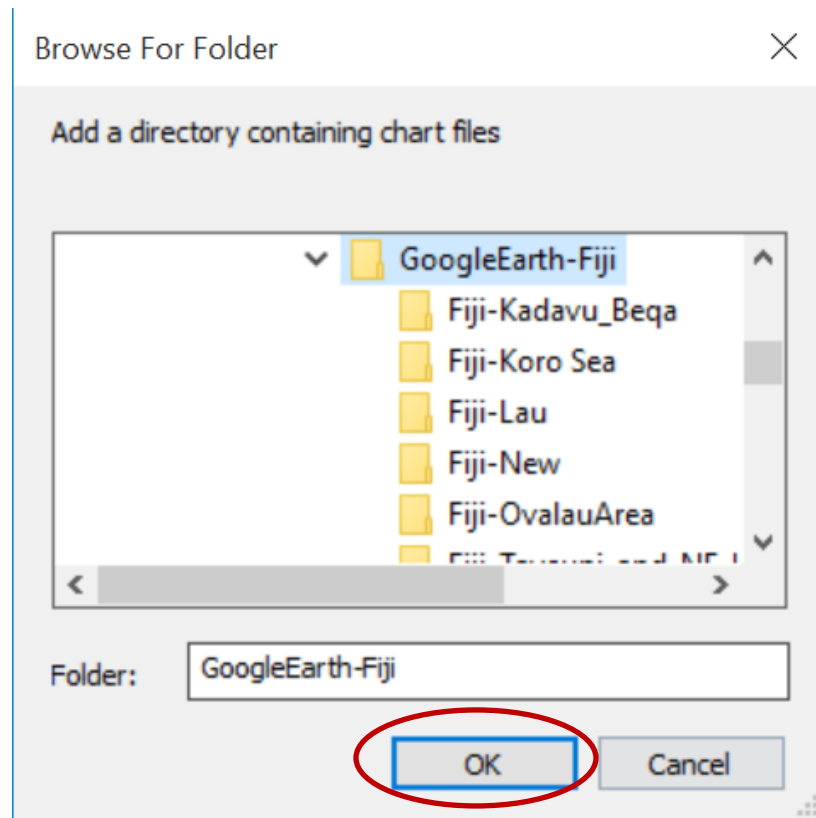 Browse For Folder
Add a directory containing chart files
GoogleEarth-Fiji
Fiji-Kadavu_Beqa
Fiji-Koro Sea
Fiji-Lau
Fiji-New
Fiji-OvalauArea
Folder: GoogleEarth-Fiji
OK Cancel